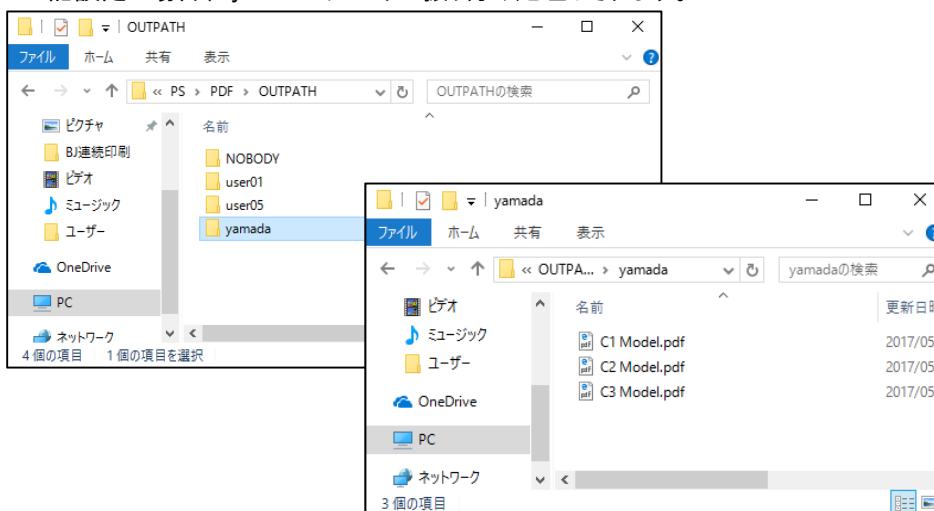 OUTPATH
ファイル ホーム 共有 表示
« PS › PDF › OUTPATH
OUTPATHの検索
ピクチャ
BJ連続印刷
ビデオ
ミュージック
ユーザー
OneDrive
PC
ネットワーク
名前
NOBODY
user01
user05
yamada
4 個の項目 1 個の項目を選択
yamada
ファイル ホーム 共有 表示
« OUTPA... › yamada
yamadaの検索
ビデオ
ミュージック
ユーザー
OneDrive
PC
ネットワーク
名前 更新日
C1 Model.pdf 2017/05
C2 Model.pdf 2017/05
C3 Model.pdf 2017/05
3 個の項目